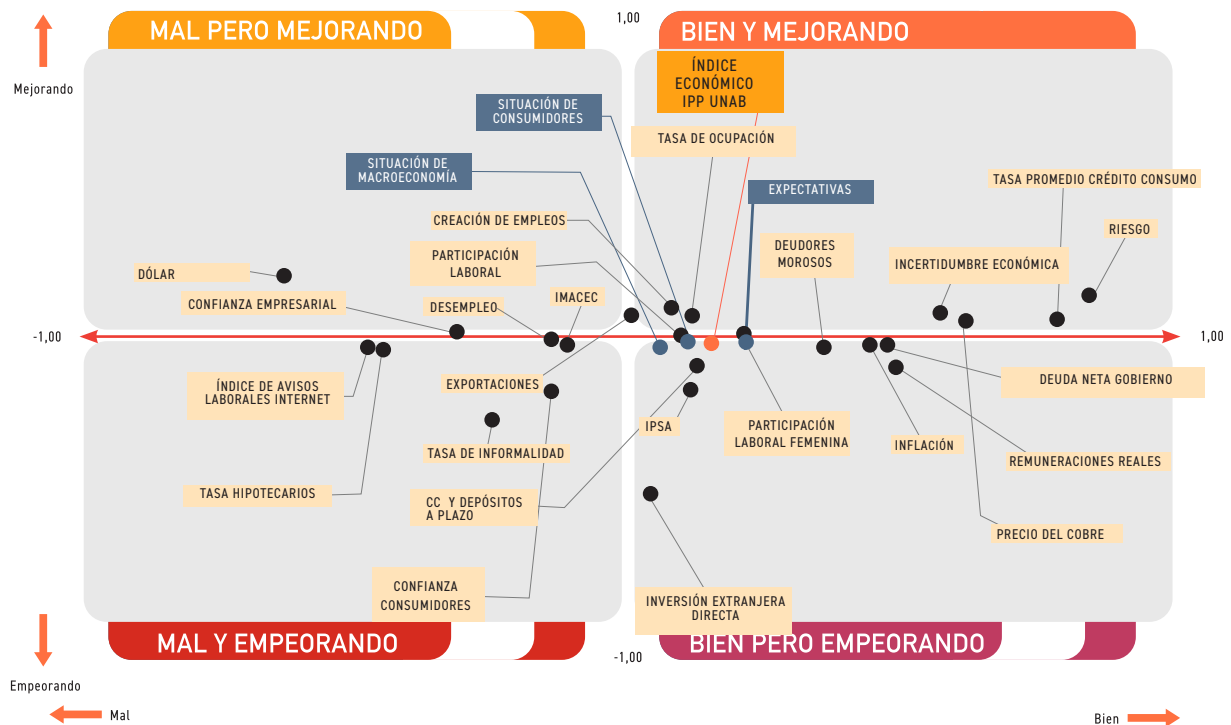 MAL PERO MEJORANDO
1,00
BIEN Y MEJORANDO
Mejorando
ÍNDICE
ECONÓMICO
IPP UNAB
SITUACIÓN DE
CONSUMIDORES
TASA DE OCUPACIÓN
SITUACIÓN DE
MACROECONOMÍA
TASA PROMEDIO CRÉDITO CONSUMO
EXPECTATIVAS
CREACIÓN DE EMPLEOS
RIESGO
PARTICIPACIÓN
LABORAL
DEUDORES
MOROSOS
INCERTIDUMBRE ECONÓMICA
DÓLAR
CONFIANZA EMPRESARIAL
DESEMPLEO
IMACEC
-1,00
1,00
ÍNDICE DE AVISOS
LABORALES INTERNET
EXPORTACIONES
DEUDA NETA GOBIERNO
IPSA
PARTICIPACIÓN
LABORAL FEMENINA
INFLACIÓN
TASA DE INFORMALIDAD
REMUNERACIONES REALES
TASA HIPOTECARIOS
CC Y DEPÓSITOS
A PLAZO
PRECIO DEL COBRE
CONFIANZA
CONSUMIDORES
INVERSIÓN EXTRANJERA
DIRECTA
MAL Y EMPEORANDO
-1,00
BIEN PERO EMPEORANDO
Empeorando
Mal
Bien